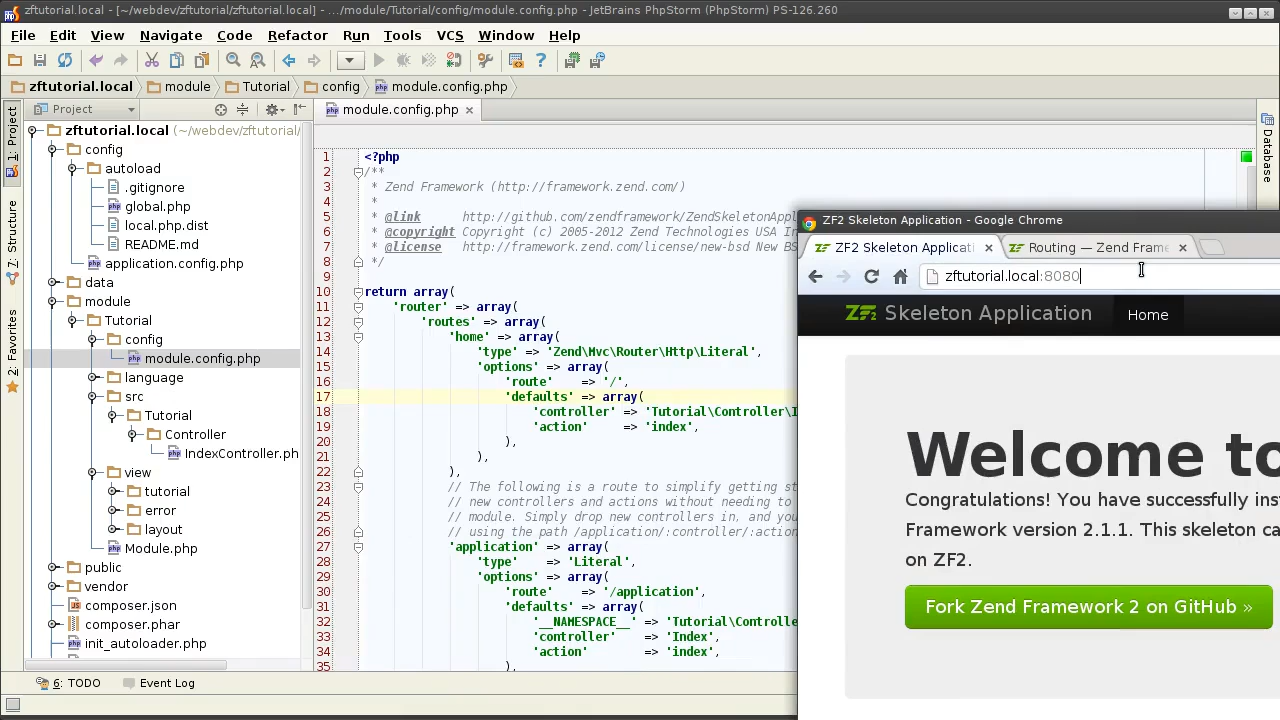 zftutorial.local - [~/webdev/zftutorial/zftutorial.local] - .../module/Tutorial/config/module.config.php - JetBrains PhpStorm (PhpStorm) PS-126.260
File Edit View Navigate Code Refactor Run Tools VCS Window Help
zftutorial.local module Tutorial config module.config.php
Project
module.config.php
1: Project
Z: Structure
2: Favorites
Database
zftutorial.local (~/webdev/zftutorial/
config
autoload
.gitignore
global.php
local.php.dist
README.md
application.config.php
data
module
Tutorial
config
module.config.php
language
src
Tutorial
Controller
IndexController.ph
view
tutorial
error
layout
Module.php
public
vendor
composer.json
composer.phar
init_autoloader.php
1 <?php
2 /**
3 * Zend Framework (http://framework.zend.com/)
4 *
5 * @link http://github.com/zendframework/ZendSkeletonAppl
6 * @copyright Copyright (c) 2005-2012 Zend Technologies USA In
7 * @license http://framework.zend.com/license/new-bsd New BS
8 */
9
10 return array(
11 'router' => array(
12 'routes' => array(
13 'home' => array(
14 'type' => 'Zend\Mvc\Router\Http\Literal',
15 'options' => array(
16 'route' => '/',
17 'defaults' => array(
18 'controller' => 'Tutorial\Controller\I
19 'action' => 'index',
20 ),
21 ),
22 ),
23 // The following is a route to simplify getting st
24 // new controllers and actions without needing to
25 // module. Simply drop new controllers in, and you
26 // using the path /application/:controller/:action
27 'application' => array(
28 'type' => 'Literal',
29 'options' => array(
30 'route' => '/application',
31 'defaults' => array(
32 '__NAMESPACE__' => 'Tutorial\Controlle
33 'controller' => 'Index',
34 'action' => 'index',
35 ),
ZF2 Skeleton Application - Google Chrome
ZF2 Skeleton Applicati Routing — Zend Frame
zftutorial.local:8080
ZF2 Skeleton Application Home
Welcome to
Congratulations! You have successfully inst
Framework version 2.1.1. This skeleton ca
on ZF2.
Fork Zend Framework 2 on GitHub »
6: TODO Event Log